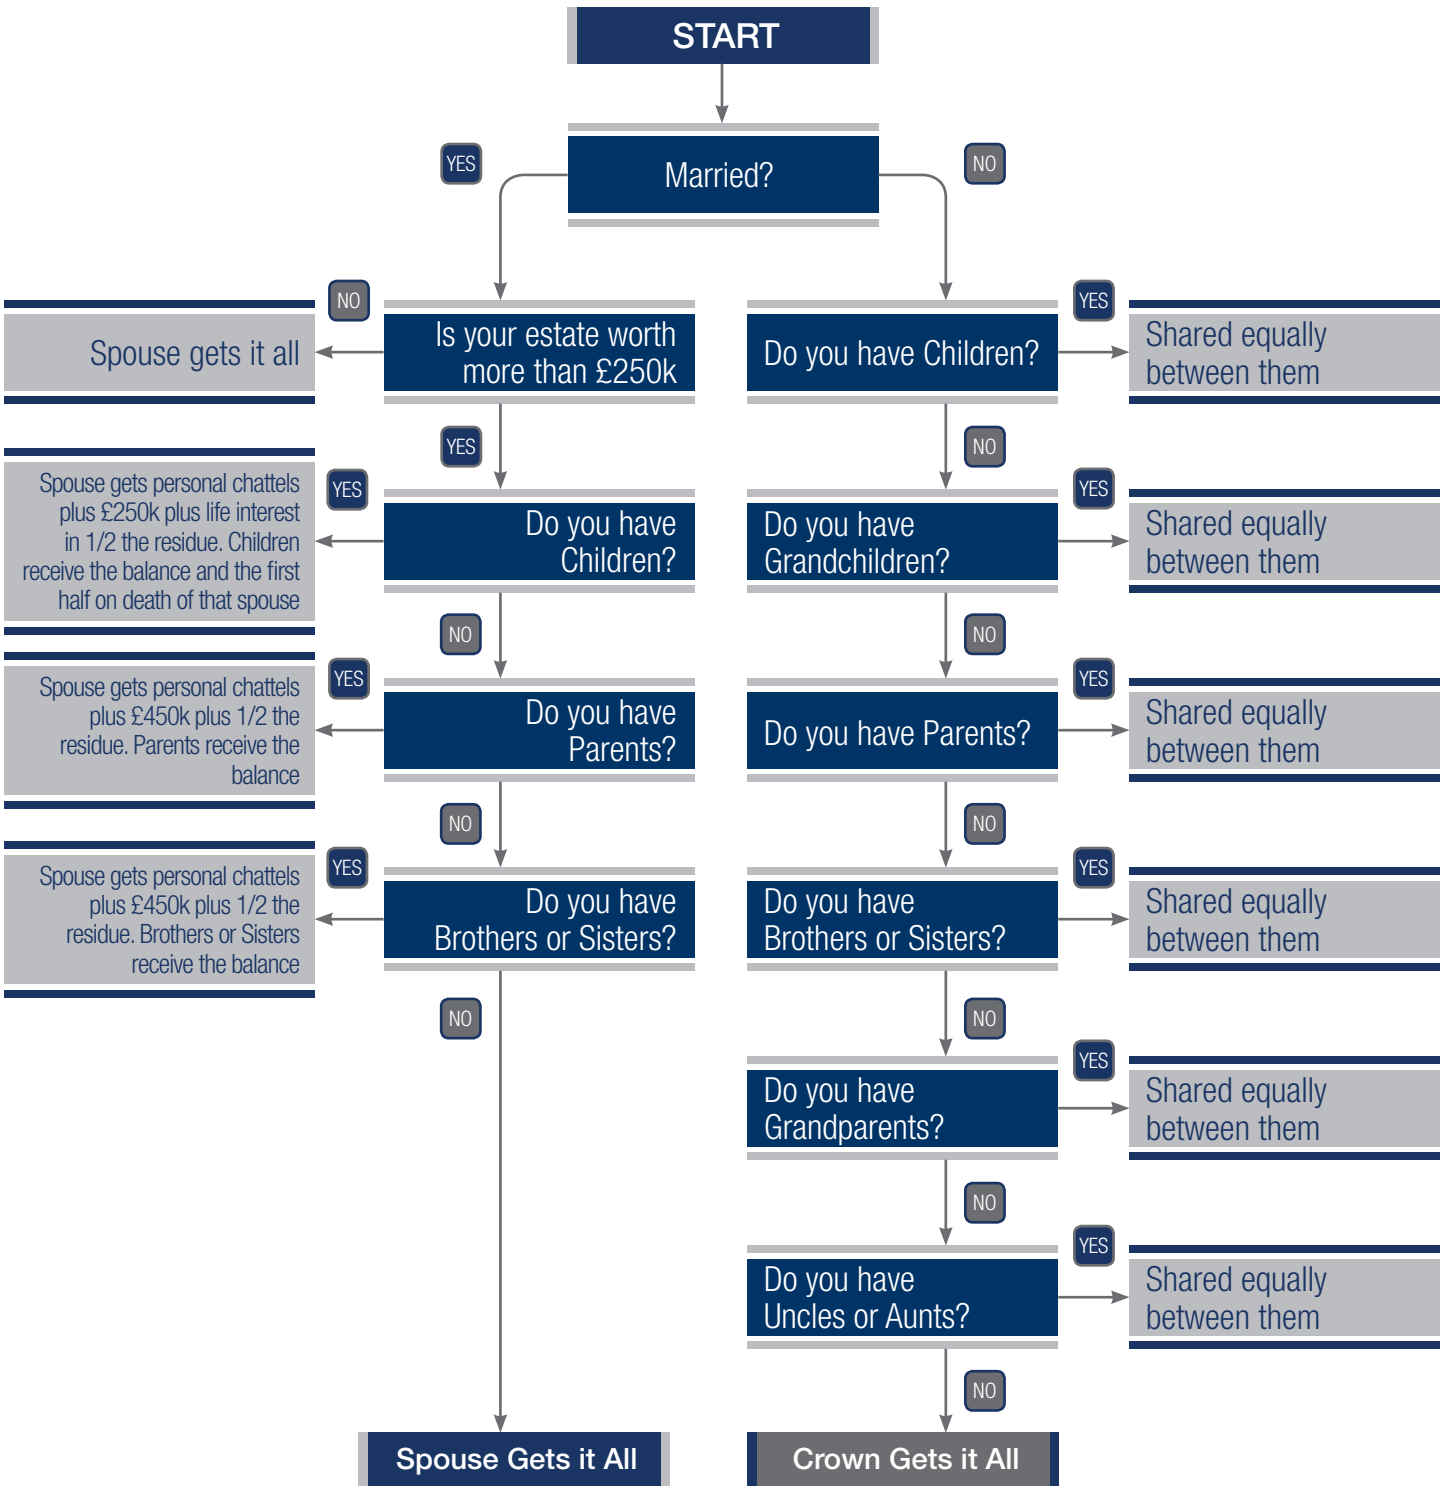 START
Married?
YES
NO
NO
Is your estate worth
more than £250k
Spouse gets it all
YES
Do you have Children?
Shared equally
between them
YES
NO
YES
Do you have
Children?
Spouse gets personal chattels
plus £250k plus life interest
in 1/2 the residue. Children
receive the balance and the first
half on death of that spouse
YES
Do you have
Grandchildren?
Shared equally
between them
NO
NO
YES
Do you have
Parents?
Spouse gets personal chattels
plus £450k plus 1/2 the
residue. Parents receive the
balance
YES
Do you have Parents?
Shared equally
between them
NO
NO
YES
Do you have
Brothers or Sisters?
Spouse gets personal chattels
plus £450k plus 1/2 the
residue. Brothers or Sisters
receive the balance
YES
Do you have
Brothers or Sisters?
Shared equally
between them
NO
NO
YES
Do you have
Grandparents?
Shared equally
between them
NO
YES
Do you have
Uncles or Aunts?
Shared equally
between them
NO
Spouse Gets it All
Crown Gets it All